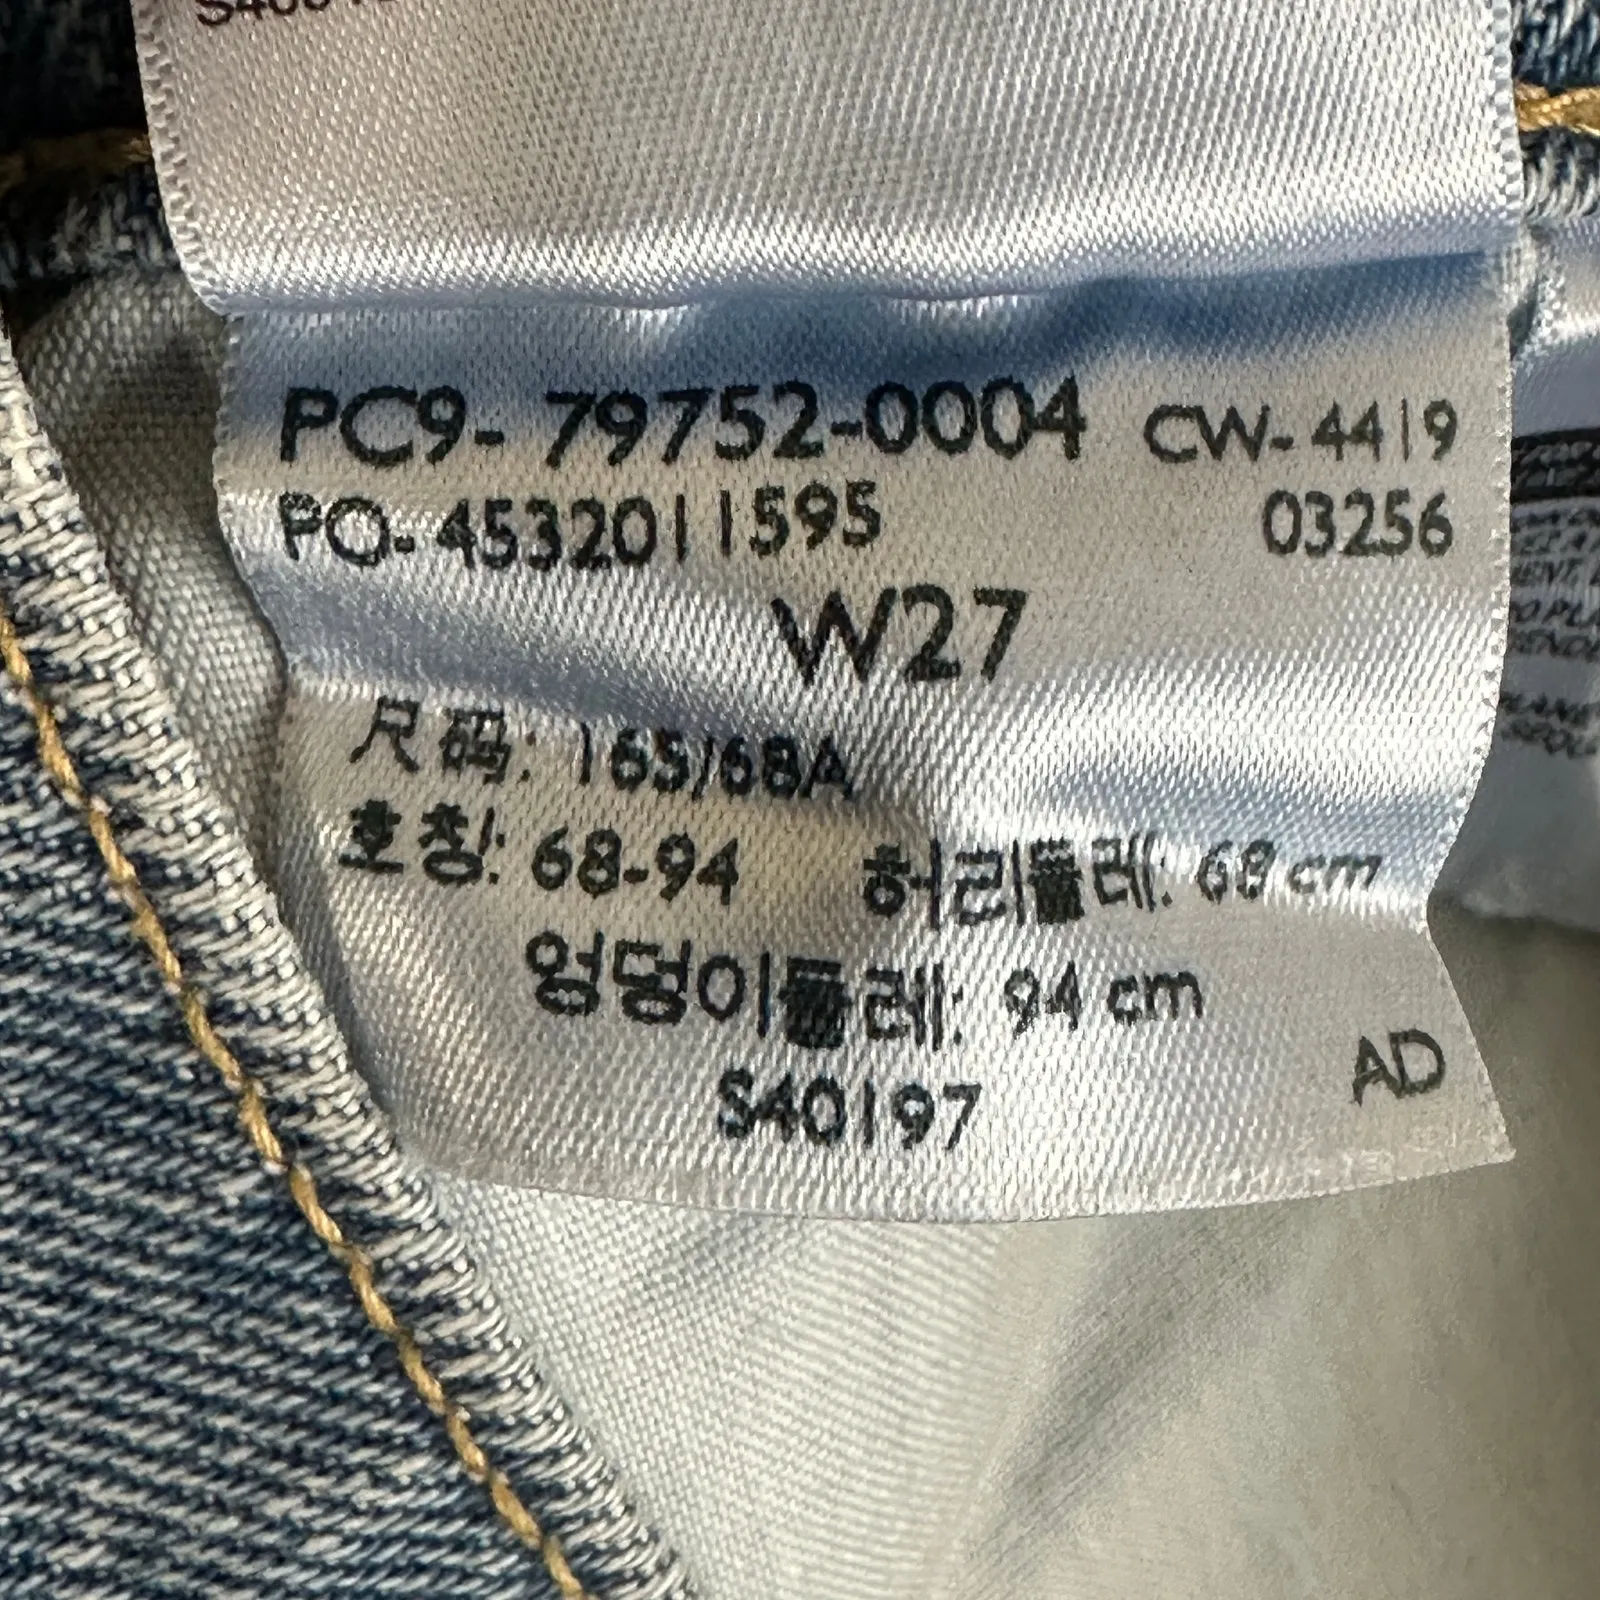 PC9-79752-0004 CW-4419
PO-4532011595 03256
W27
尺码: 165/68A
호칭: 68-94 허리둘레: 68 cm
엉덩이둘레: 94 cm
S40197
AD